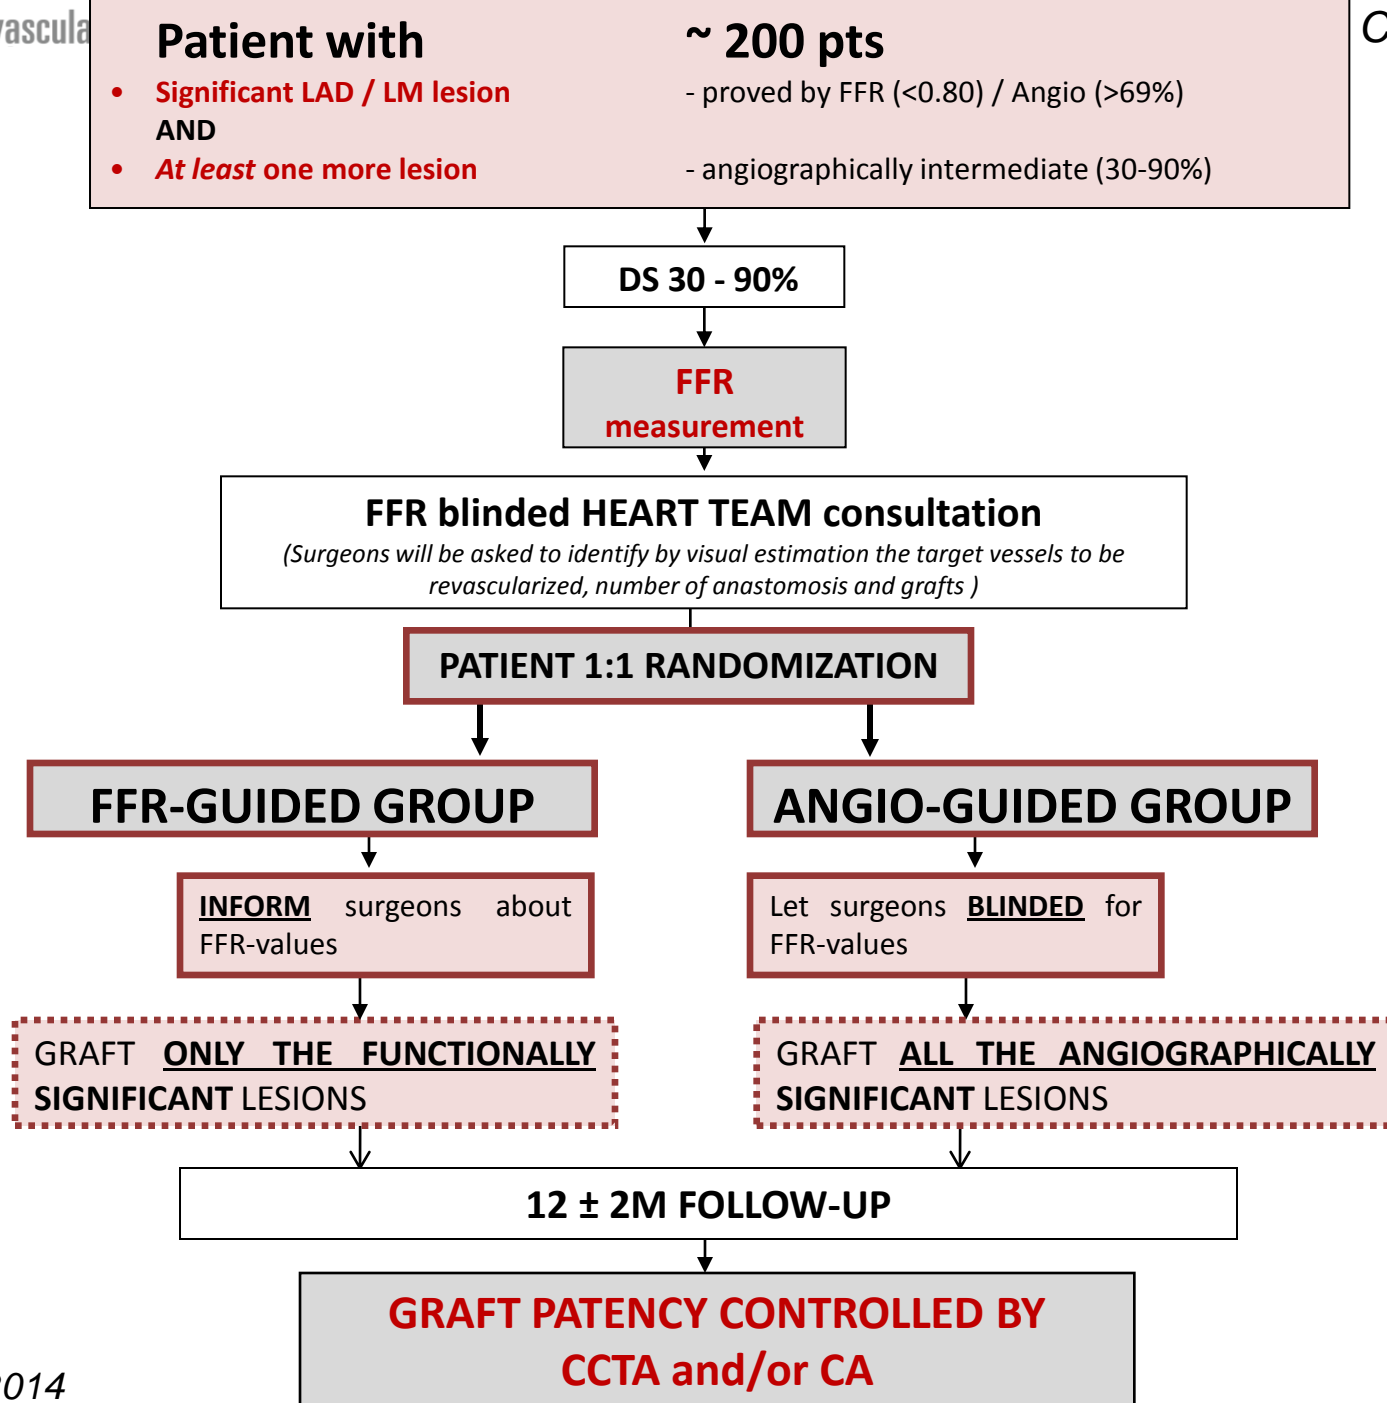 Patient with ~ 200 pts
• Significant LAD / LM lesion - proved by FFR (<0.80) / Angio (>69%)
AND
• At least one more lesion - angiographically intermediate (30-90%)
DS 30 - 90%
FFR
measurement
FFR blinded HEART TEAM consultation
(Surgeons will be asked to identify by visual estimation the target vessels to be
revascularized, number of anastomosis and grafts )
PATIENT 1:1 RANDOMIZATION
FFR-GUIDED GROUP
ANGIO-GUIDED GROUP
INFORM surgeons about
FFR-values
Let surgeons BLINDED for
FFR-values
GRAFT ONLY THE FUNCTIONALLY
SIGNIFICANT LESIONS
GRAFT ALL THE ANGIOGRAPHICALLY
SIGNIFICANT LESIONS
12 ± 2M FOLLOW-UP
GRAFT PATENCY CONTROLLED BY
CCTA and/or CA